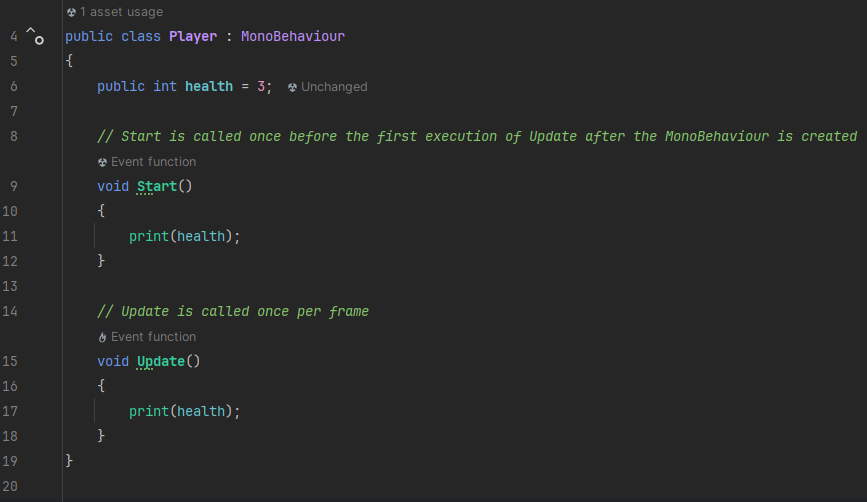 1 asset usage
4 public class Player : MonoBehaviour
5 {
6 public int health = 3; Unchanged
7
8 // Start is called once before the first execution of Update after the MonoBehaviour is created
Event function
9 void Start()
10 {
11 print(health);
12 }
13
14 // Update is called once per frame
Event function
15 void Update()
16 {
17 print(health);
18 }
19 }
20